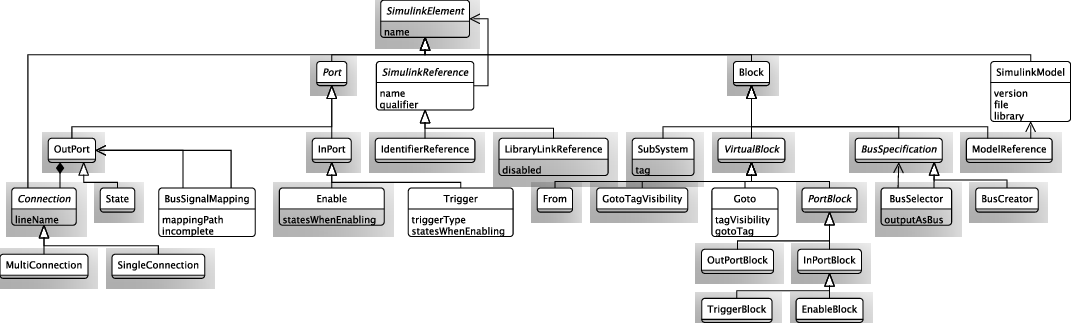 SimulinkElement
name
Port
SimulinkReference
name
qualifier
Block
SimulinkModel
version
file
library
OutPort
InPort
IdentifierReference
LibraryLinkReference
disabled
SubSystem
tag
VirtualBlock
BusSpecification
ModelReference
Connection
lineName
State
BusSignalMapping
mappingPath
incomplete
Enable
statesWhenEnabling
Trigger
triggerType
statesWhenEnabling
From
GotoTagVisibility
Goto
tagVisibility
gotoTag
PortBlock
BusSelector
outputAsBus
BusCreator
MultiConnection
SingleConnection
OutPortBlock
InPortBlock
TriggerBlock
EnableBlock